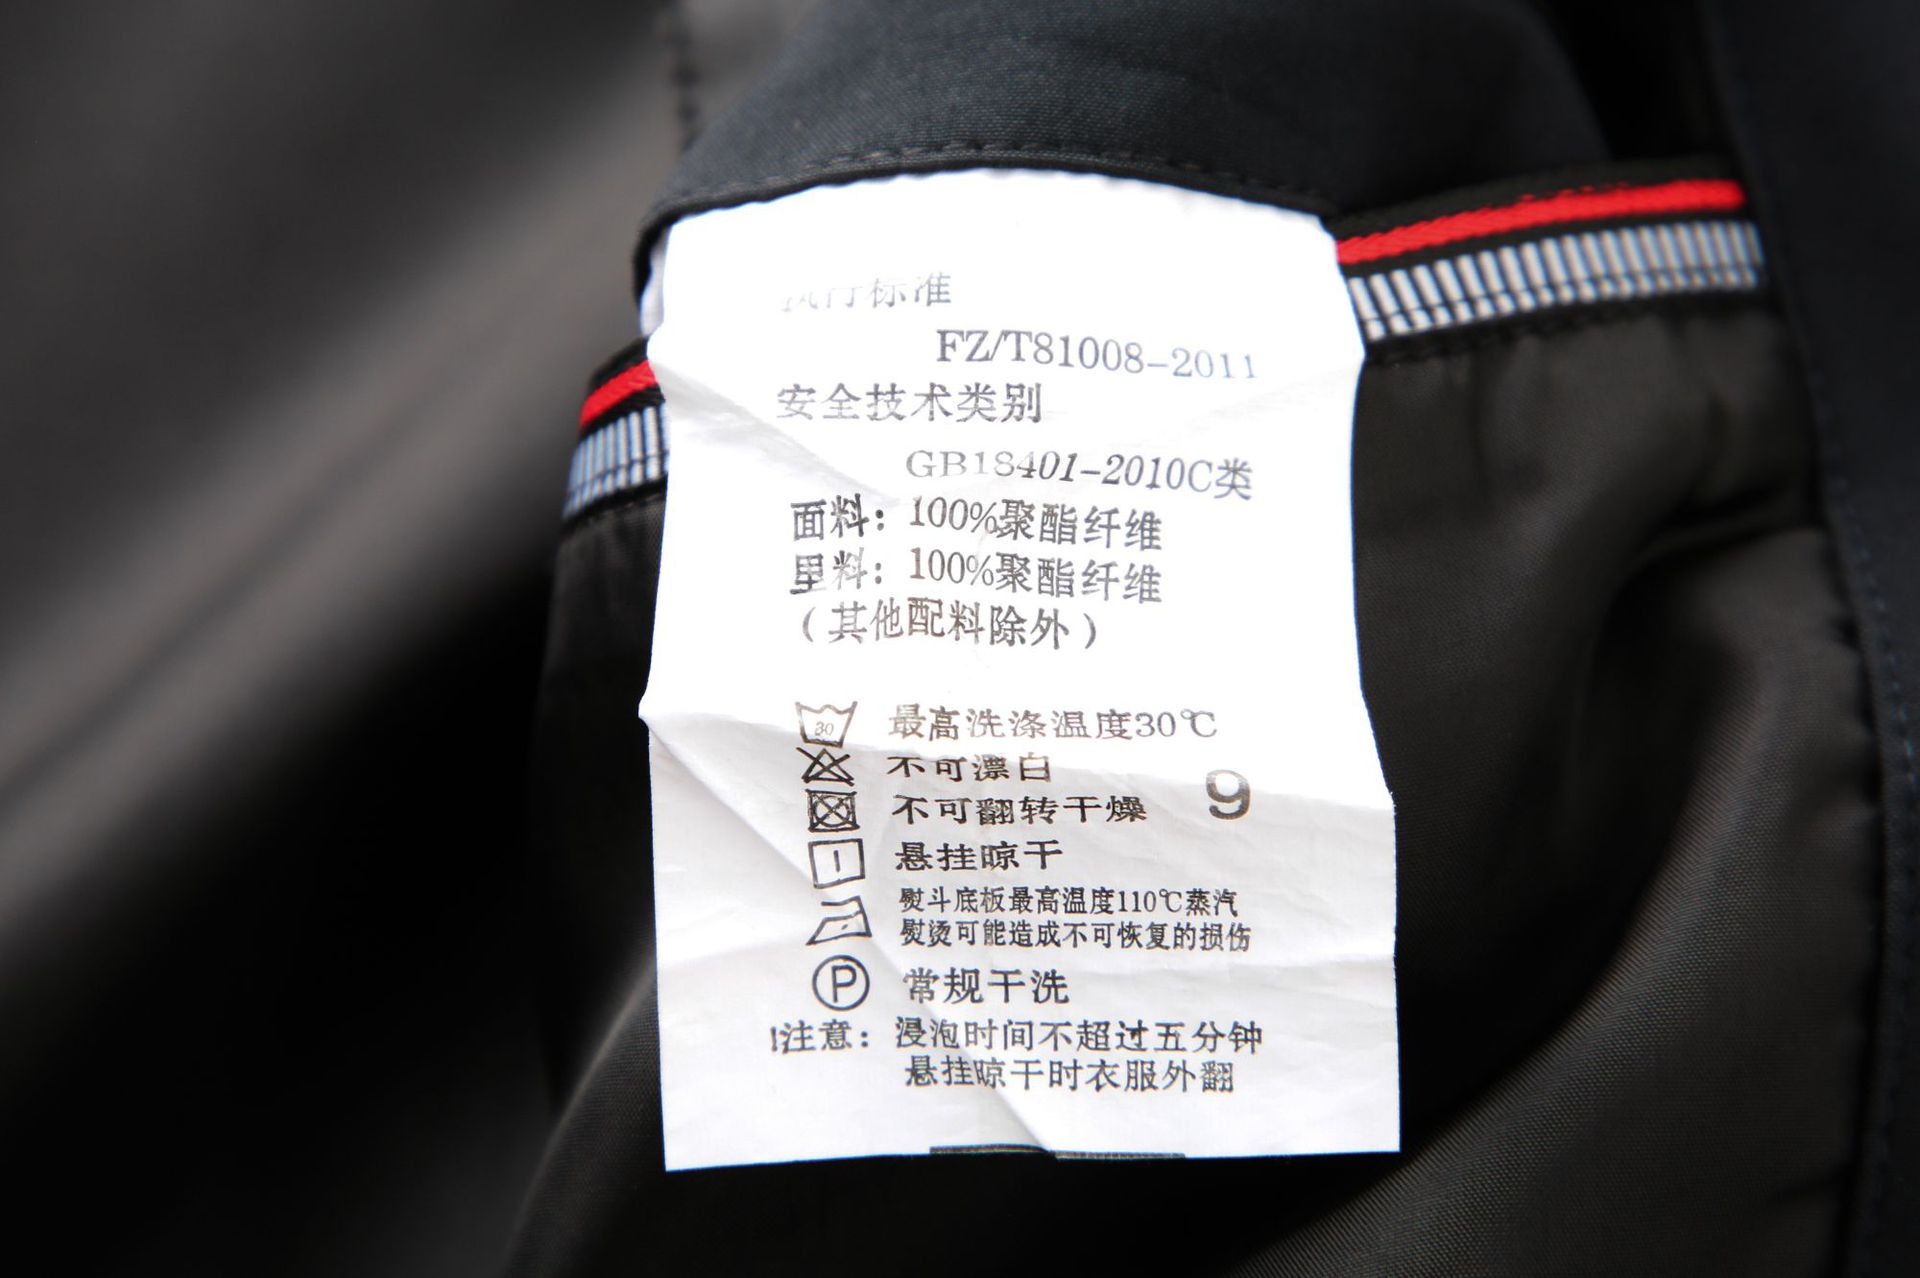 执行标准
FZ/T81008-2011
安全技术类别
GB18401-2010C类
面料：100%聚酯纤维
里料：100%聚酯纤维
（其他配料除外）
30 最高洗涤温度30℃
不可漂白
9
不可翻转干燥
悬挂晾干
熨斗底板最高温度110℃蒸汽
熨烫可能造成不可恢复的损伤
P 常规干洗
!注意：浸泡时间不超过五分钟
悬挂晾干时衣服外翻